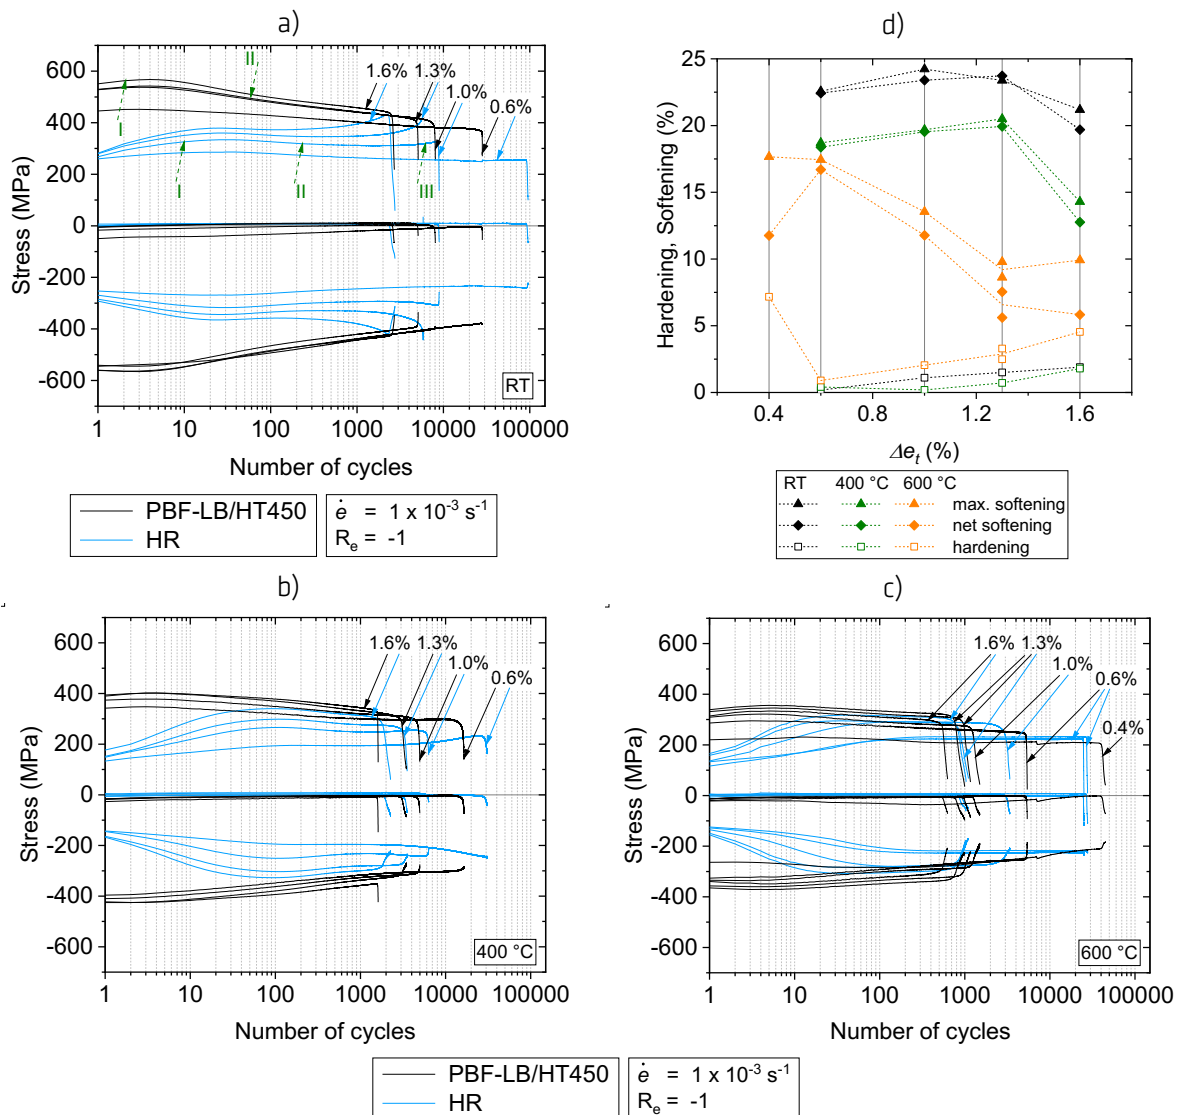 a)
600
400
200
0
-200
-400
-600
Stress (MPa)
1.6%
1.3%
1.0%
0.6%
I
II
I
II
III
RT
1 10 100 1000 10000 100000
Number of cycles
PBF-LB/HT450
HR
ė = 1 x 10⁻³ s⁻¹
Rₑ = -1
d)
25
20
15
10
5
0
Hardening, Softening (%)
0.4 0.8 1.2 1.6
Δeₜ (%)
RT 400 °C 600 °C
max. softening
net softening
hardening
b)
600
400
200
0
-200
-400
-600
Stress (MPa)
1.6%
1.3%
1.0%
0.6%
400 °C
1 10 100 1000 10000 100000
Number of cycles
c)
600
400
200
0
-200
-400
-600
Stress (MPa)
1.6%
1.3%
1.0%
0.6%
0.4%
600 °C
1 10 100 1000 10000 100000
Number of cycles
PBF-LB/HT450
HR
ė = 1 x 10⁻³ s⁻¹
Rₑ = -1